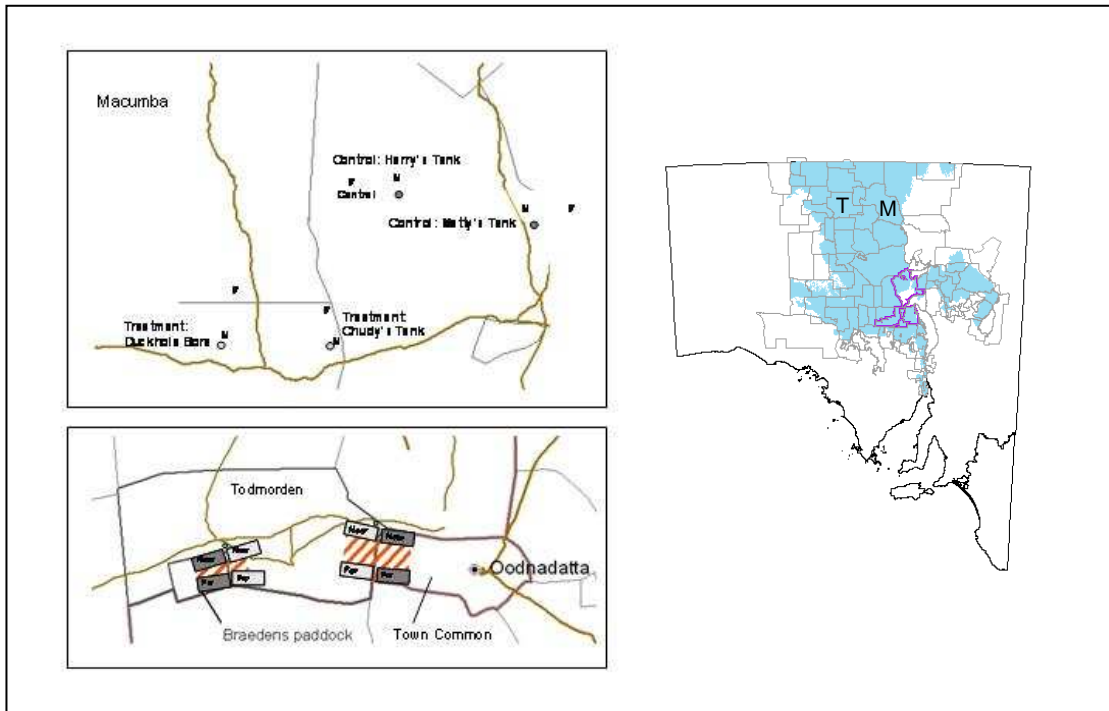 Macumba
Control: Harry's Tank
F
N
Control
N
F
Control: Matty's Tank
F
F
Treatment:
Duckhole Bore
N
Treatment:
Chudy's Tank
N
T
M
Todmorden
Near
Near
Near
Near
Far
Far
Far
Far
Oodnadatta
Braedens paddock
Town Common